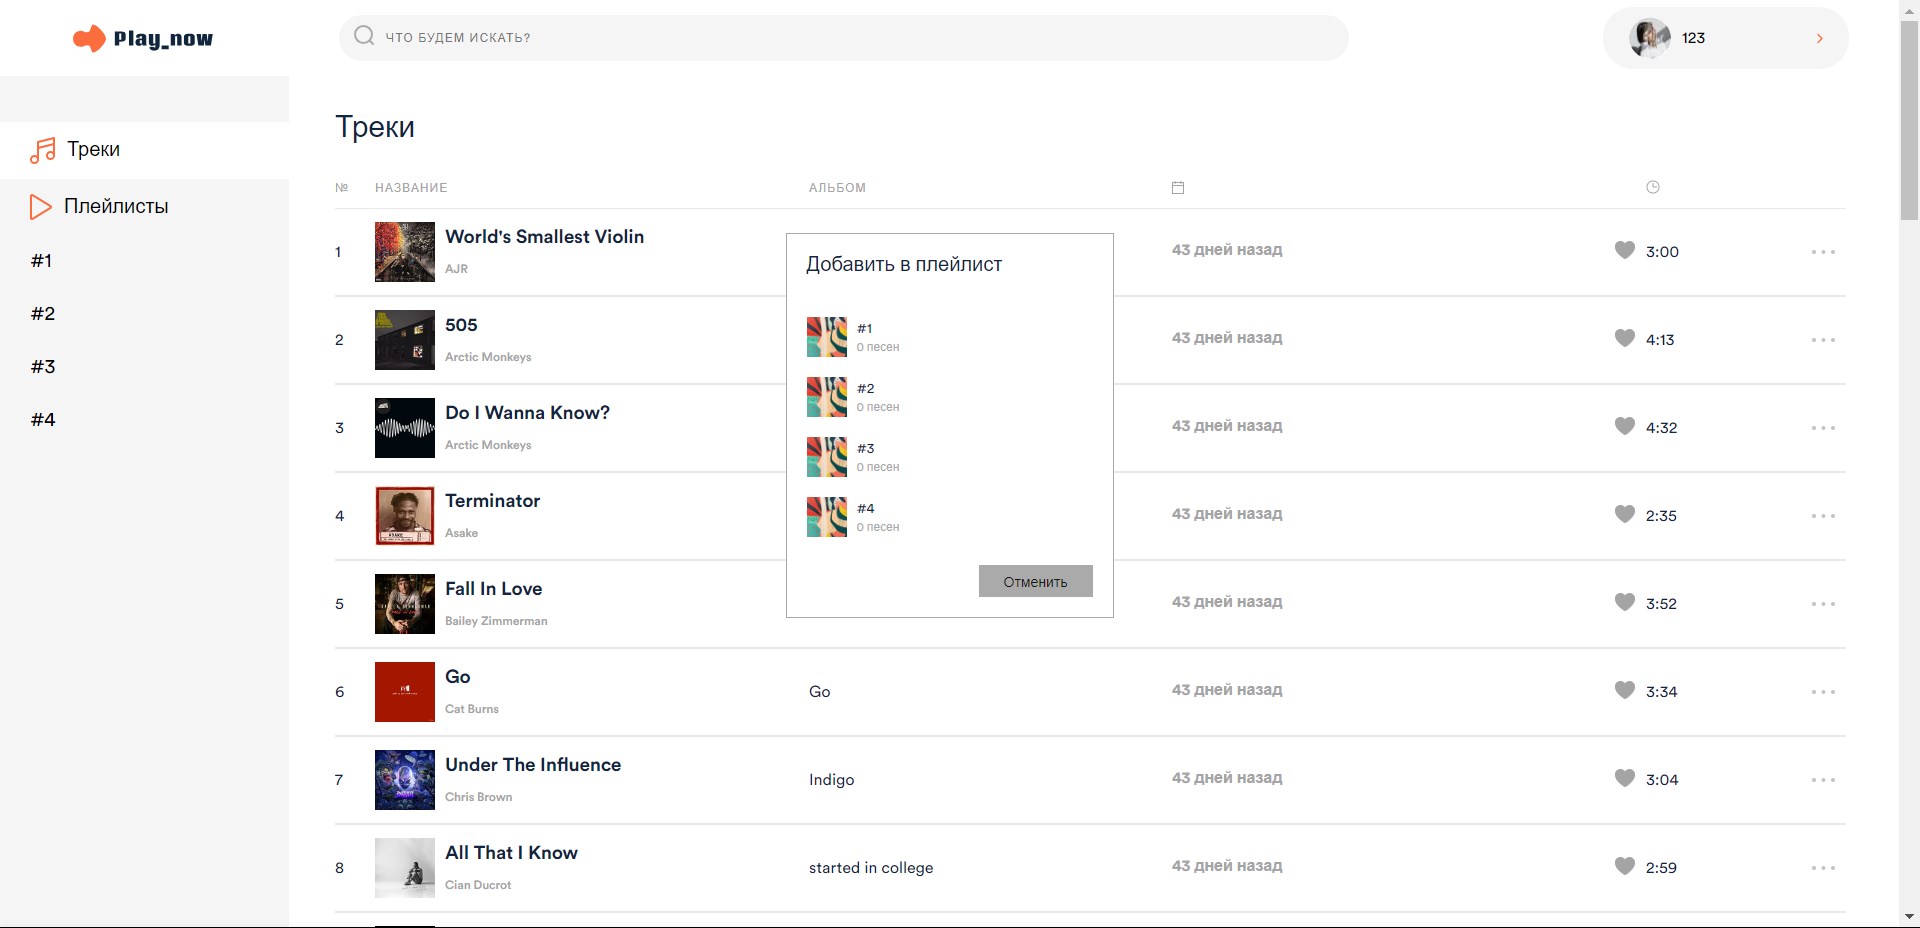 Play_now
ЧТО БУДЕМ ИСКАТЬ?
123
Треки
Плейлисты
#1
#2
#3
#4
Треки
№ НАЗВАНИЕ АЛЬБОМ
1 World's Smallest Violin 43 дней назад 3:00
AJR
2 505 43 дней назад 4:13
Arctic Monkeys
3 Do I Wanna Know? 43 дней назад 4:32
Arctic Monkeys
4 Terminator 43 дней назад 2:35
Asake
5 Fall In Love 43 дней назад 3:52
Bailey Zimmerman
6 Go Go 43 дней назад 3:34
Cat Burns
7 Under The Influence Indigo 43 дней назад 3:04
Chris Brown
8 All That I Know started in college 43 дней назад 2:59
Cian Ducrot
Добавить в плейлист
#1
0 песен
#2
0 песен
#3
0 песен
#4
0 песен
Отменить